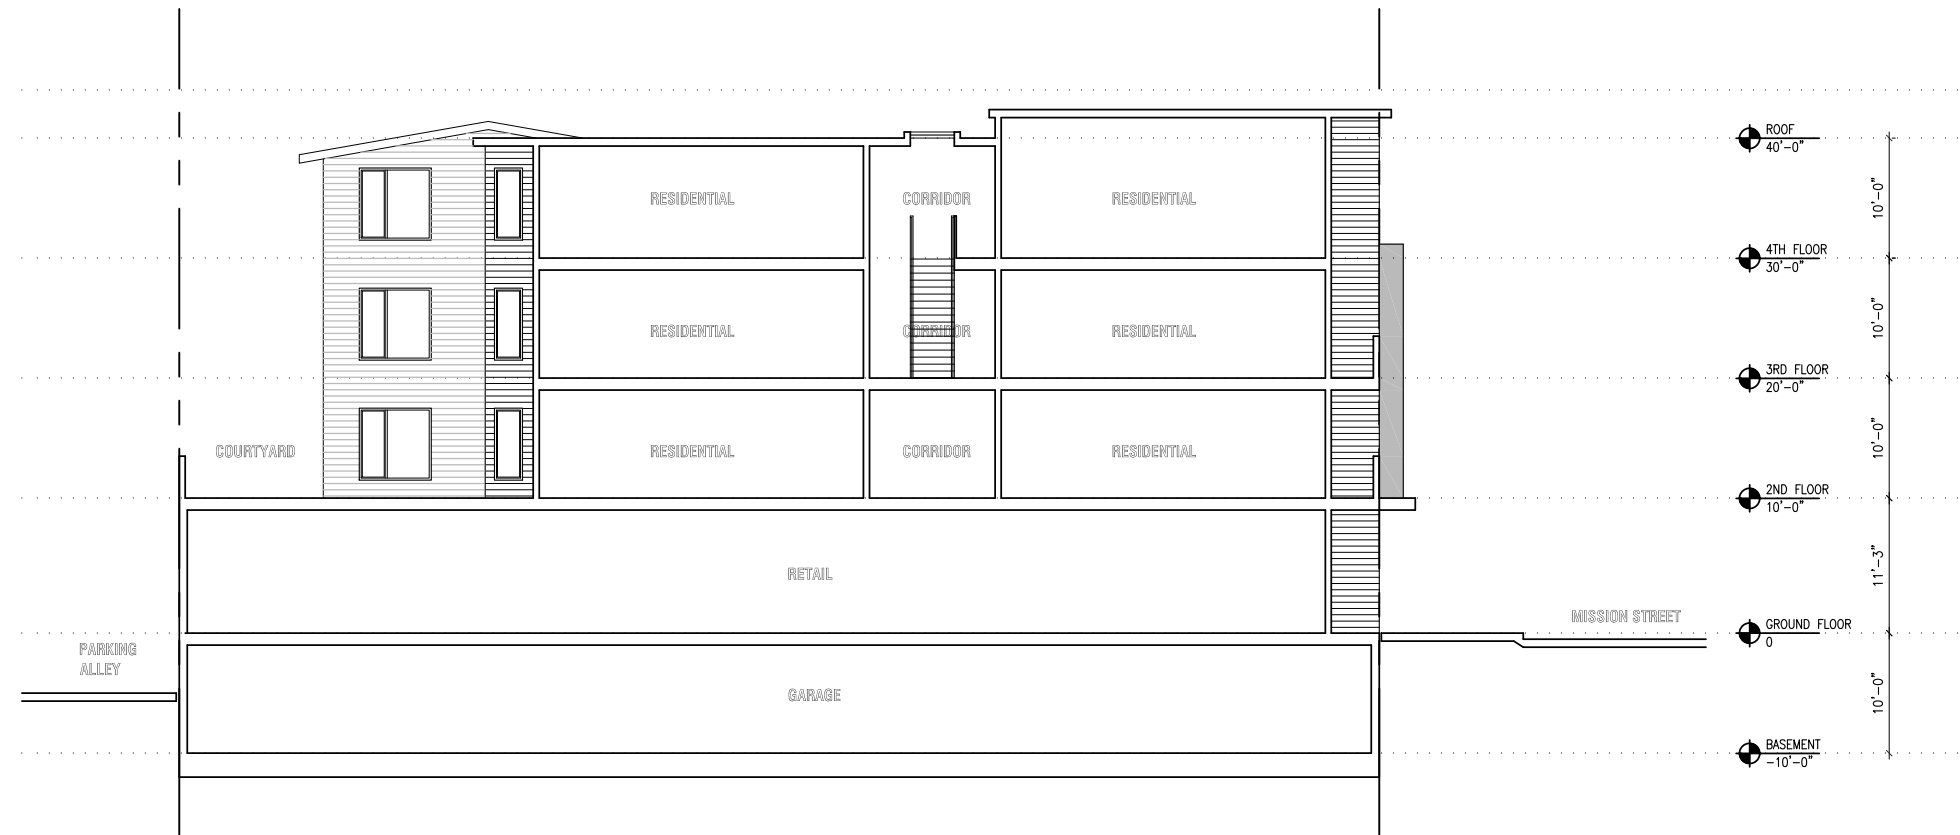 ROOF
40'-0"
10'-0"
RESIDENTIAL
CORRIDOR
RESIDENTIAL
4TH FLOOR
30'-0"
10'-0"
RESIDENTIAL
CORRIDOR
RESIDENTIAL
3RD FLOOR
20'-0"
10'-0"
COURTYARD
RESIDENTIAL
CORRIDOR
RESIDENTIAL
2ND FLOOR
10'-0"
11'-3"
RETAIL
MISSION STREET
GROUND FLOOR
0
PARKING
ALLEY
GARAGE
10'-0"
BASEMENT
-10'-0"